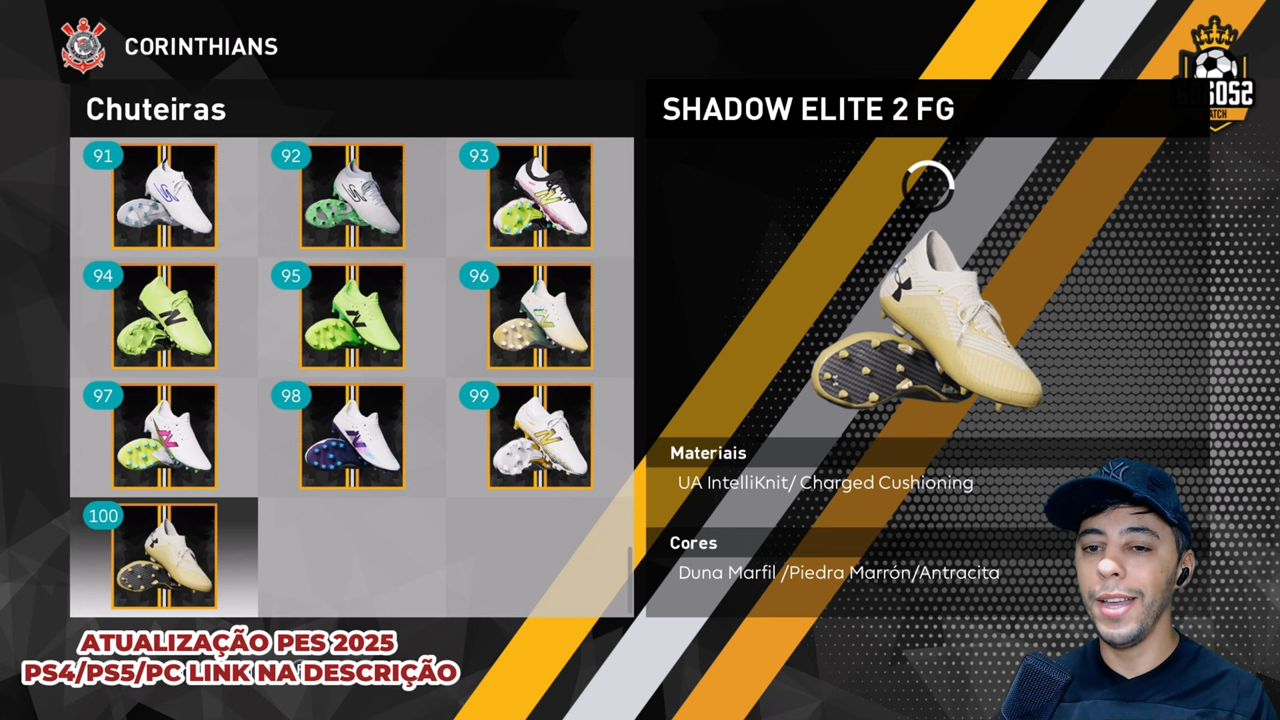 CORINTHIANS
Chuteiras
SHADOW ELITE 2 FG
91
92
93
94
95
96
97
98
99
100
Materiais
UA IntelliKnit/ Charged Cushioning
Cores
Duna Marfil /Piedra Marrón/Antracita
ATUALIZAÇÃO PES 2025
PS4/PS5/PC LINK NA DESCRIÇÃO